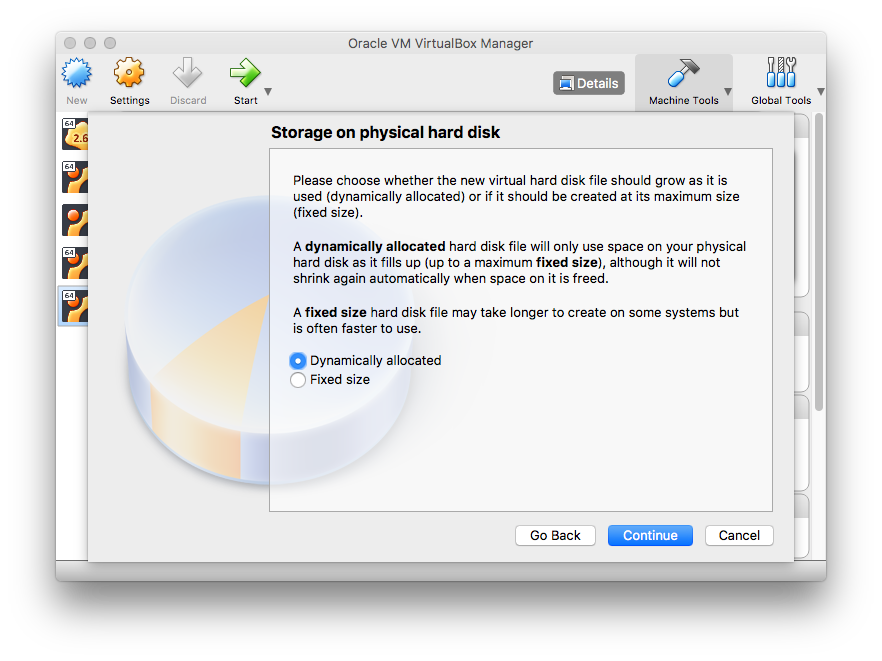 Oracle VM VirtualBox Manager
New
Settings
Discard
Start
Details
Machine Tools
Global Tools
64
2.6
64
64
64
Storage on physical hard disk
Please choose whether the new virtual hard disk file should grow as it is
used (dynamically allocated) or if it should be created at its maximum size
(fixed size).
A dynamically allocated hard disk file will only use space on your physical
hard disk as it fills up (up to a maximum fixed size), although it will not
shrink again automatically when space on it is freed.
A fixed size hard disk file may take longer to create on some systems but
is often faster to use.
Dynamically allocated
Fixed size
Go Back
Continue
Cancel